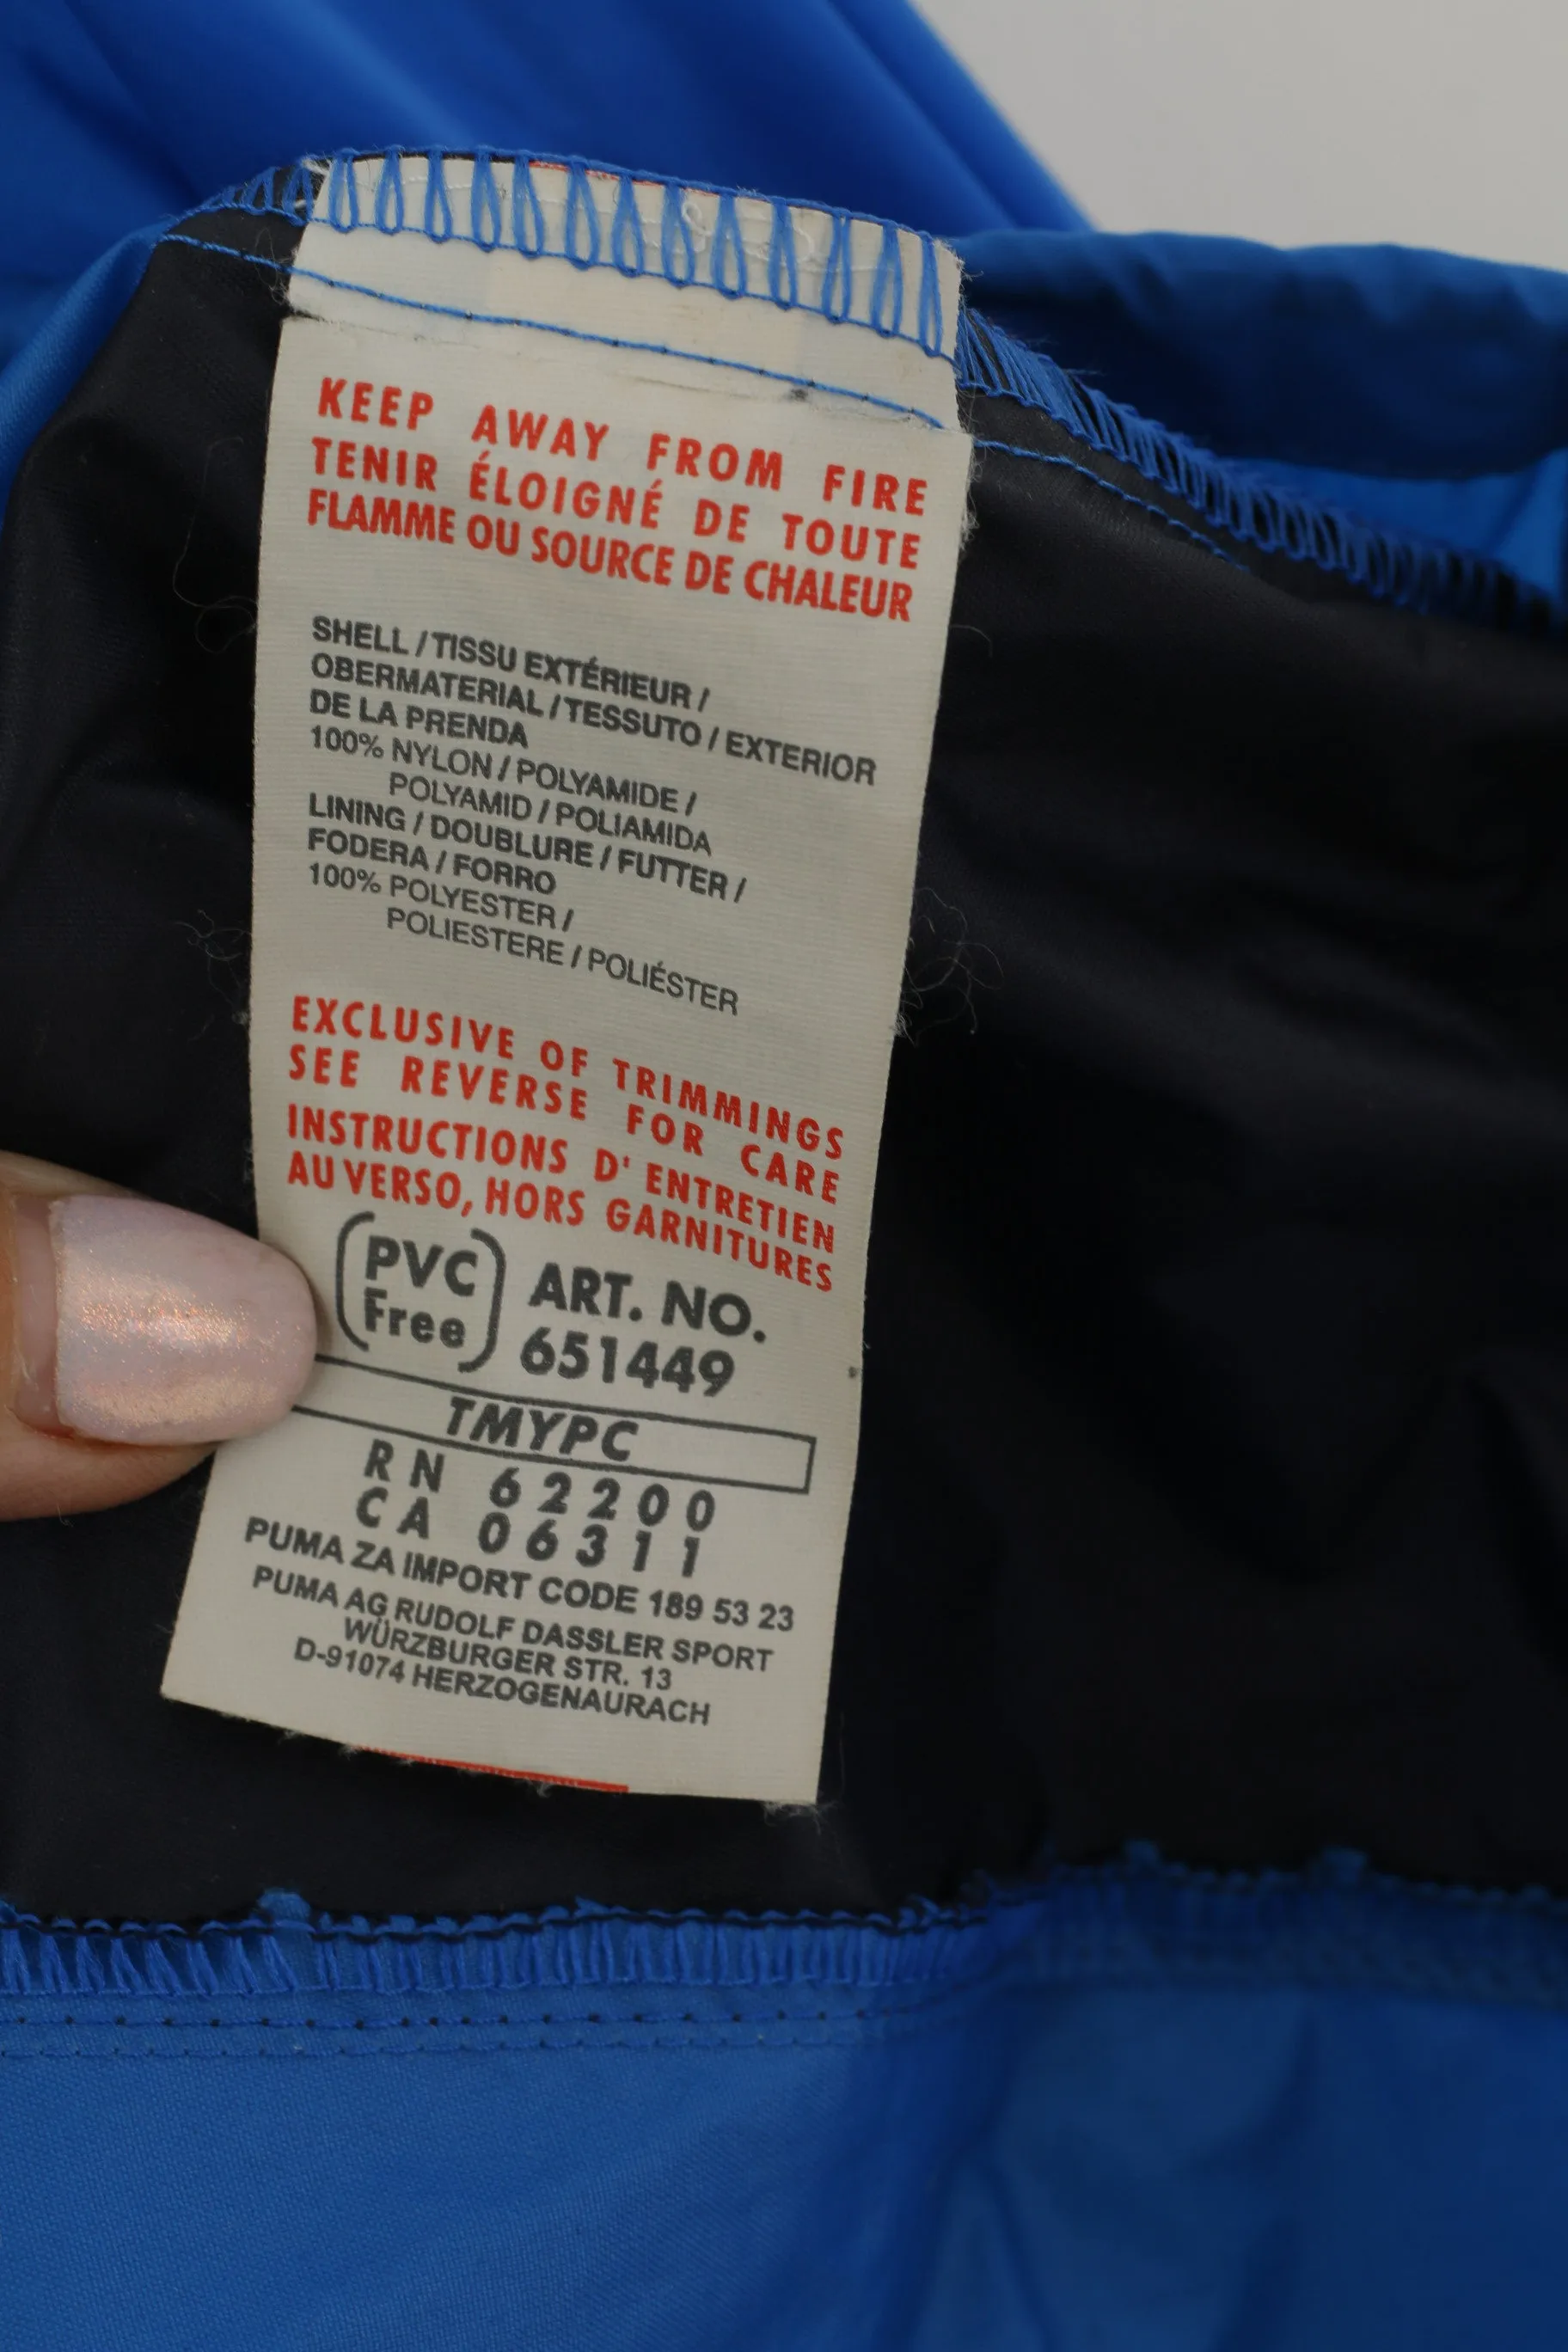 KEEP AWAY FROM FIRE
TENIR ÉLOIGNÉ DE TOUTE
FLAMME OU SOURCE DE CHALEUR
SHELL / TISSU EXTÉRIEUR /
OBERMATERIAL / TESSUTO / EXTERIOR
DE LA PRENDA
100% NYLON / POLYAMIDE /
POLYAMID / POLIAMIDA
LINING / DOUBLURE / FUTTER /
FODERA / FORRO
100% POLYESTER /
POLIESTERE / POLIÉSTER
EXCLUSIVE OF TRIMMINGS
SEE REVERSE FOR CARE
INSTRUCTIONS D' ENTRETIEN
AU VERSO, HORS GARNITURES
PVC
Free
ART. NO.
651449
TMYPC
RN 62200
CA 06311
PUMA ZA IMPORT CODE 189 53 23
PUMA AG RUDOLF DASSLER SPORT
WÜRZBURGER STR. 13
D-91074 HERZOGENAURACH